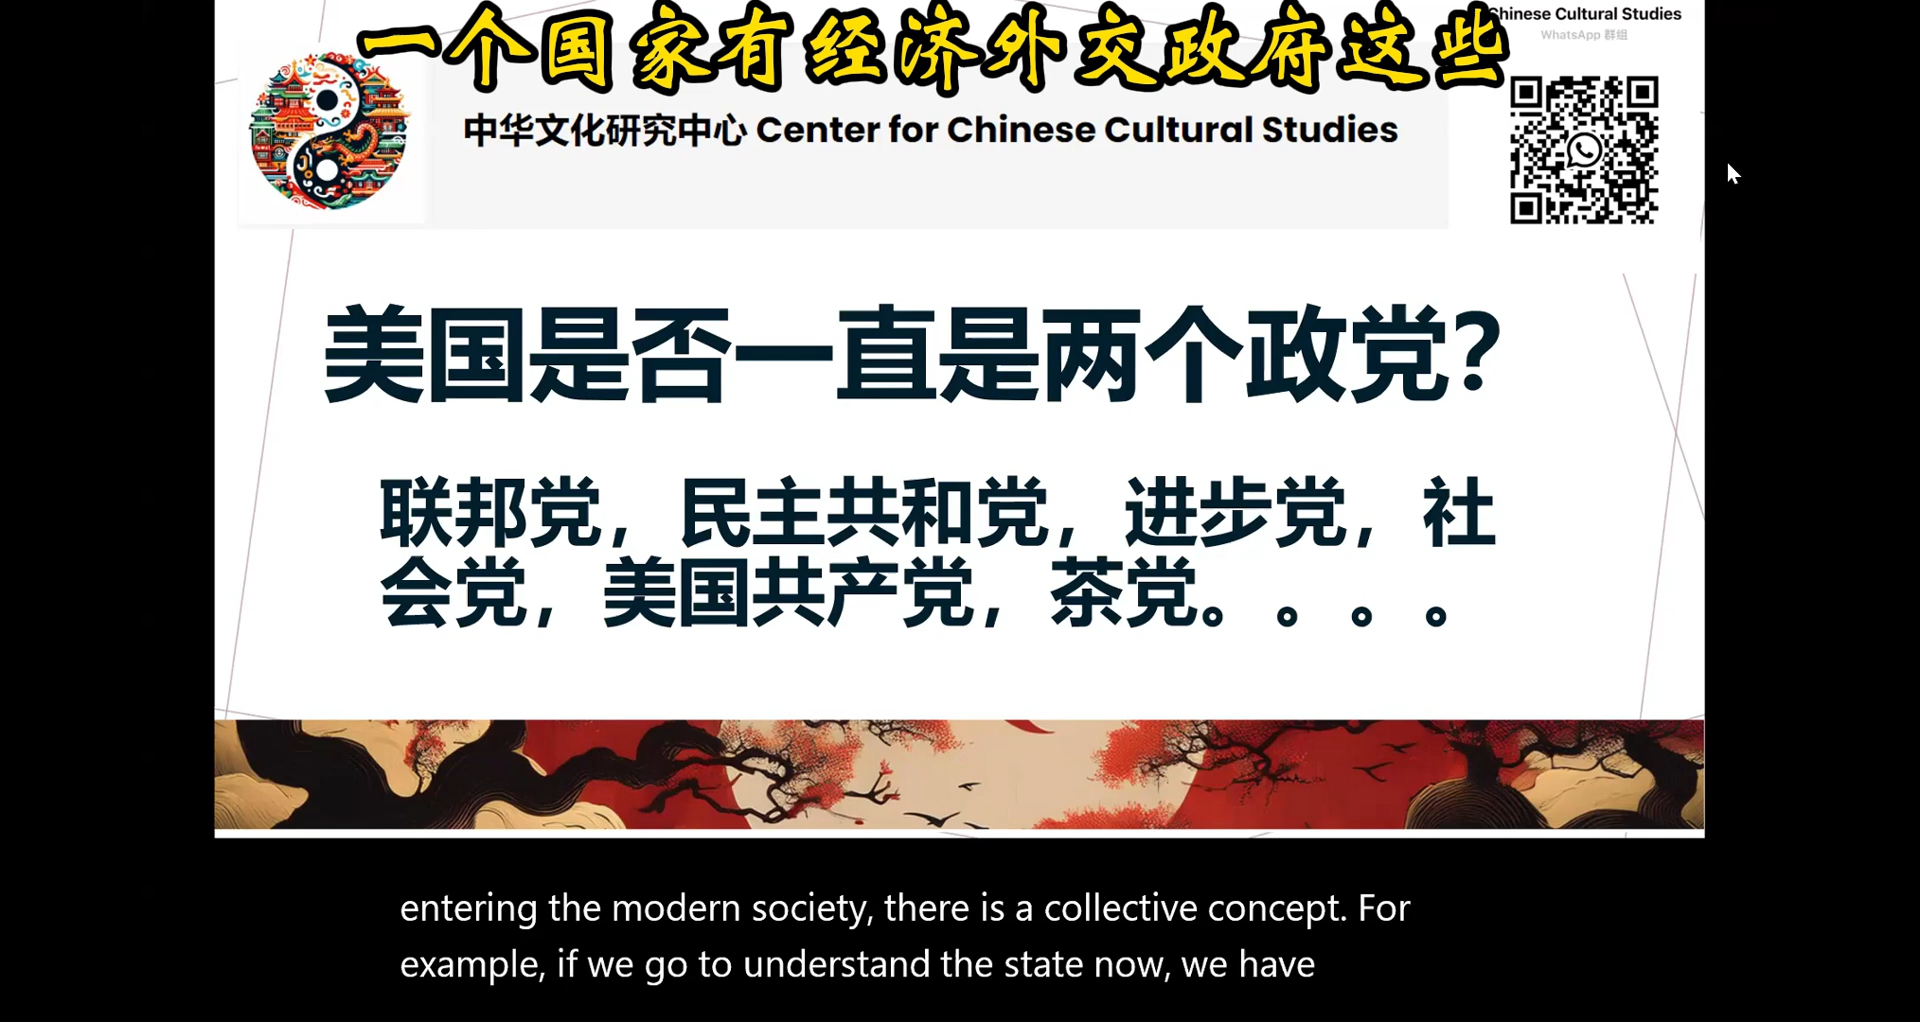 一个国家有经济外交政府这些
Chinese Cultural Studies
WhatsApp 群组
中华文化研究中心 Center for Chinese Cultural Studies
美国是否一直是两个政党？
联邦党，民主共和党，进步党，社
会党，美国共产党，茶党。。。。
entering the modern society, there is a collective concept. For
example, if we go to understand the state now, we have